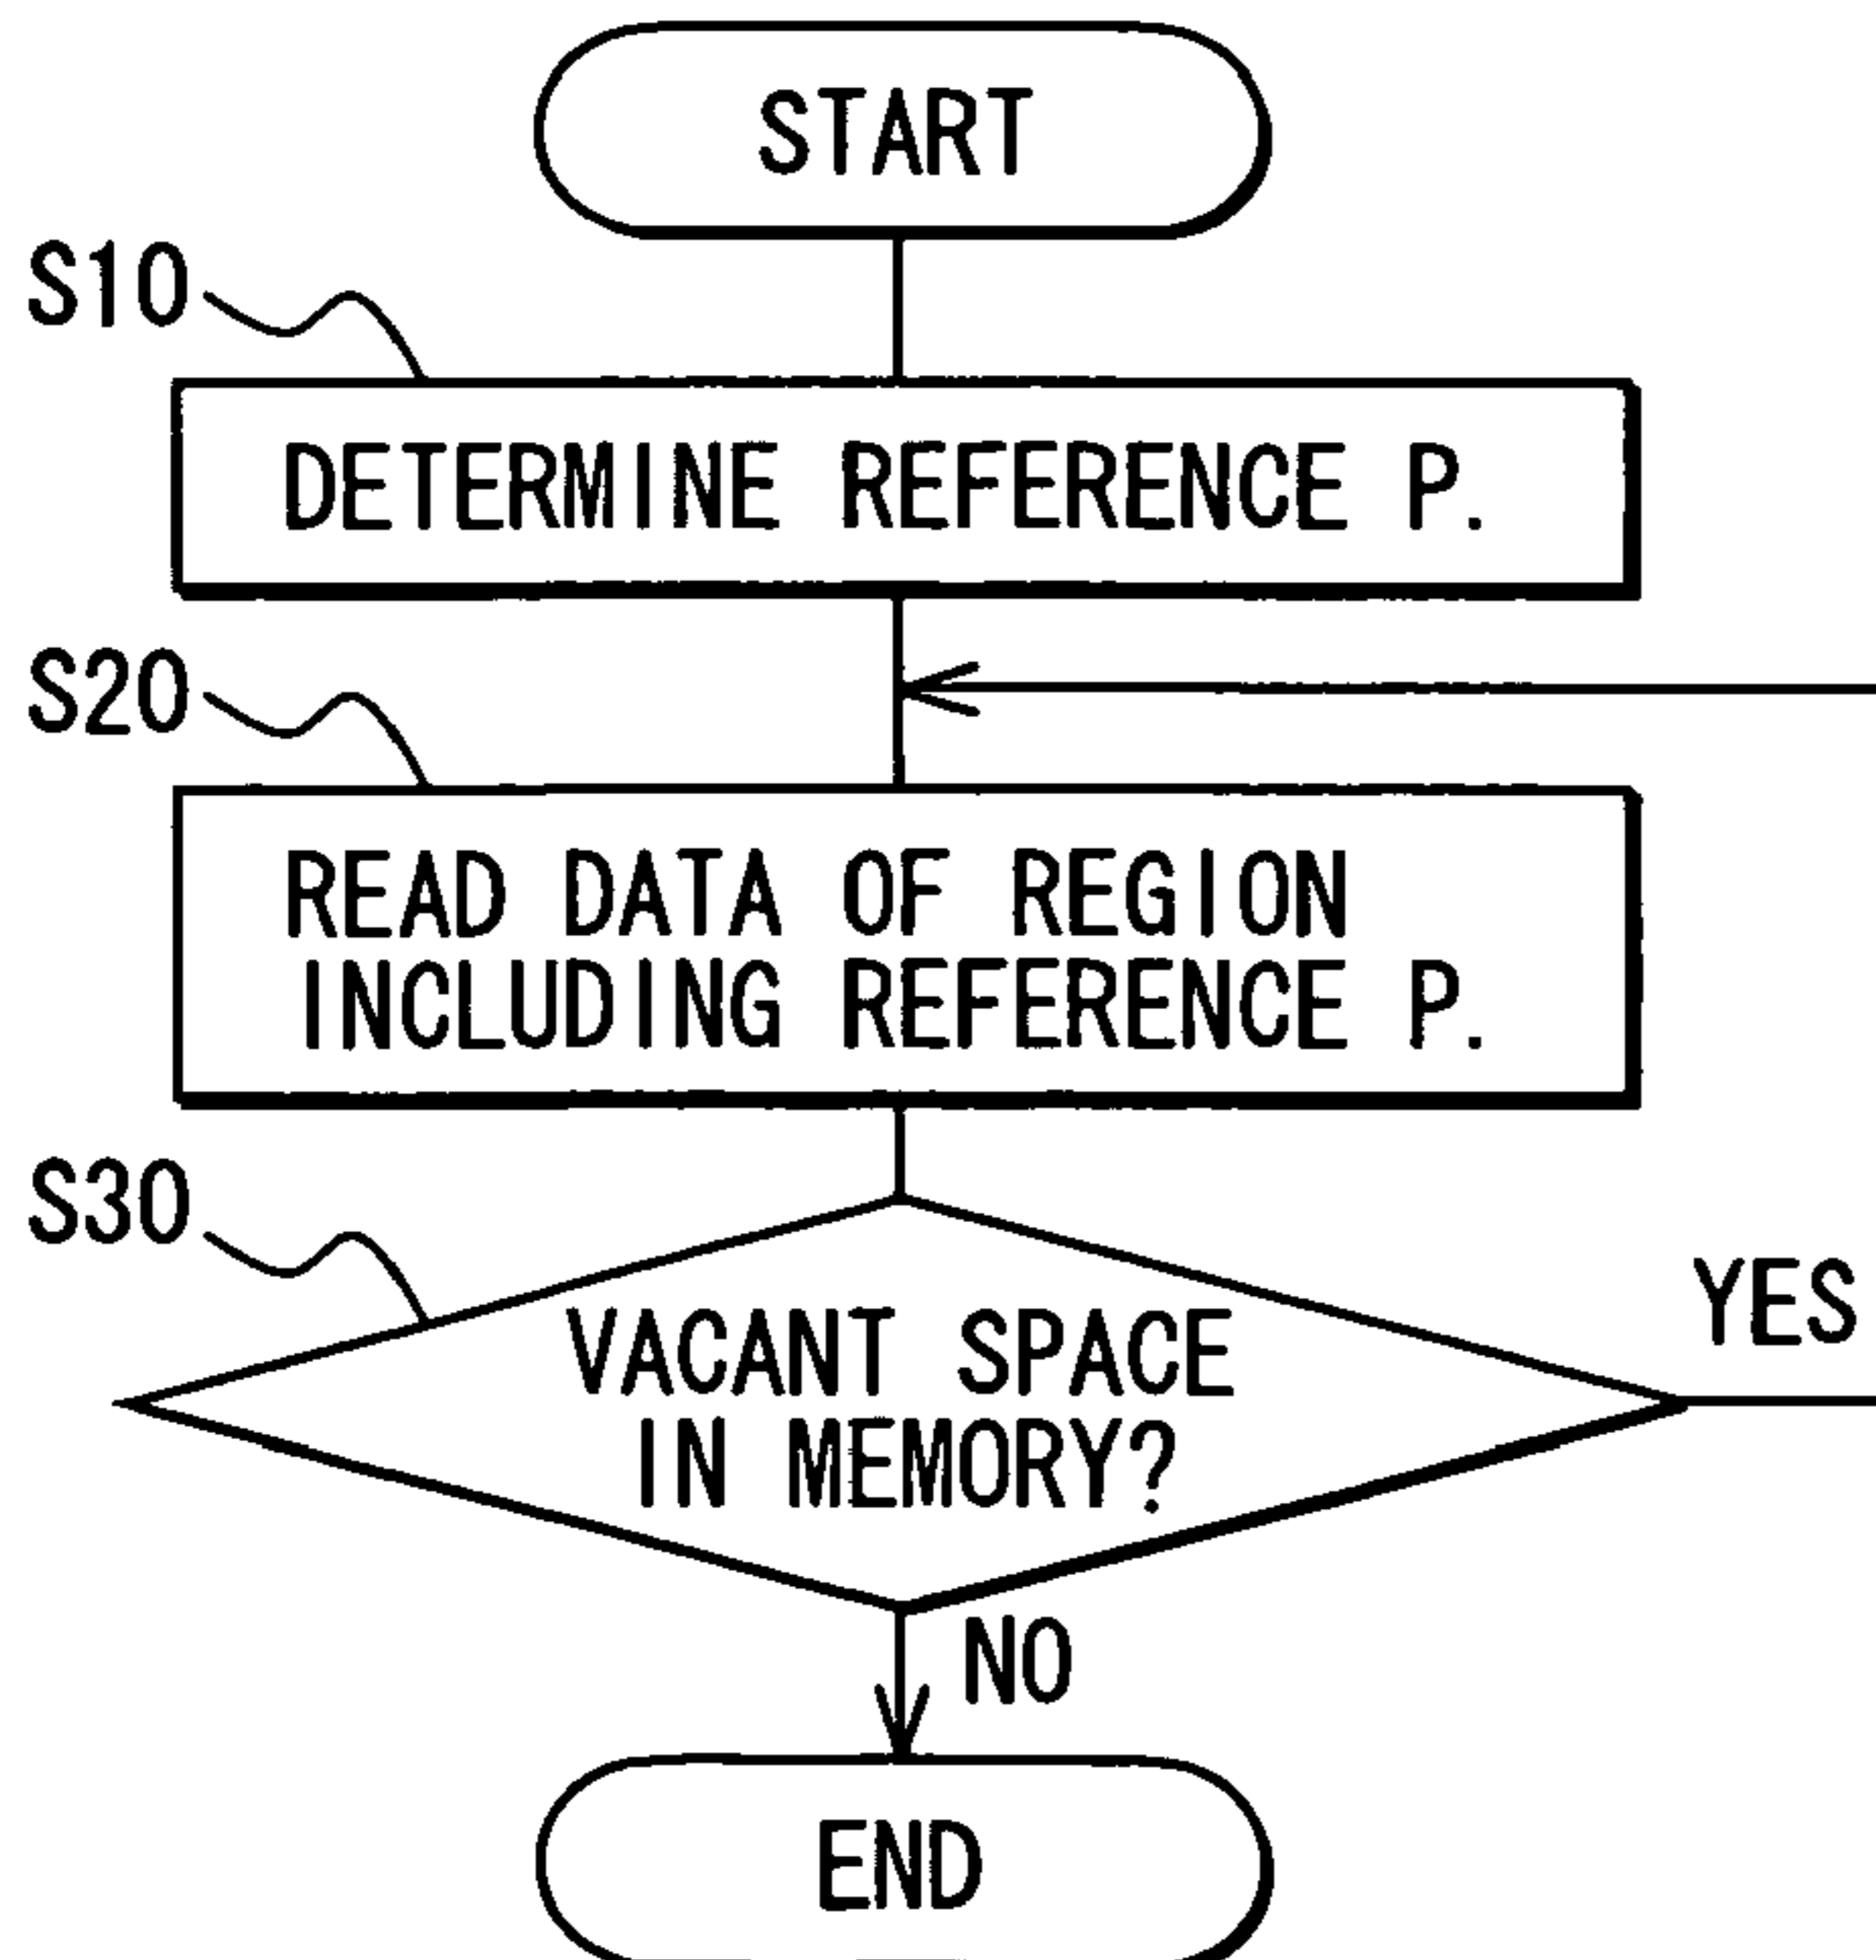 START
S10
DETERMINE REFERENCE P.
S20
READ DATA OF REGION
INCLUDING REFERENCE P.
S30
VACANT SPACE
IN MEMORY?
YES
NO
END